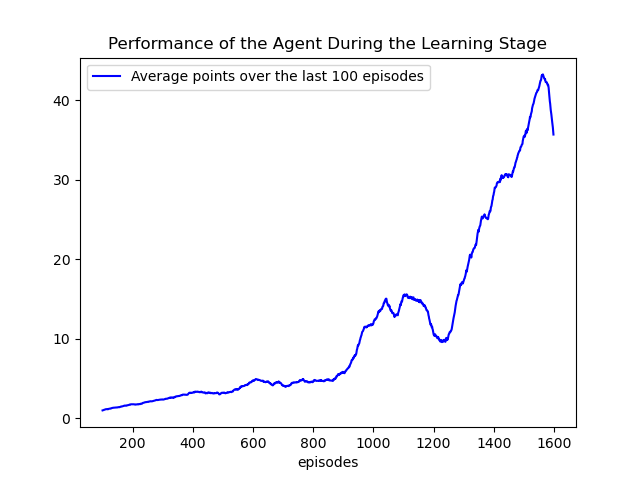 Performance of the Agent During the Learning Stage
Average points over the last 100 episodes
40
30
20
10
0
200 400 600 800 1000 1200 1400 1600
episodes